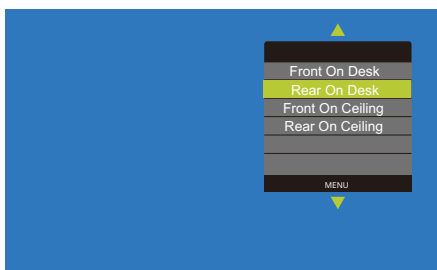 Front On Desk
Rear On Desk
Front On Ceiling
Rear On Ceiling
MENU